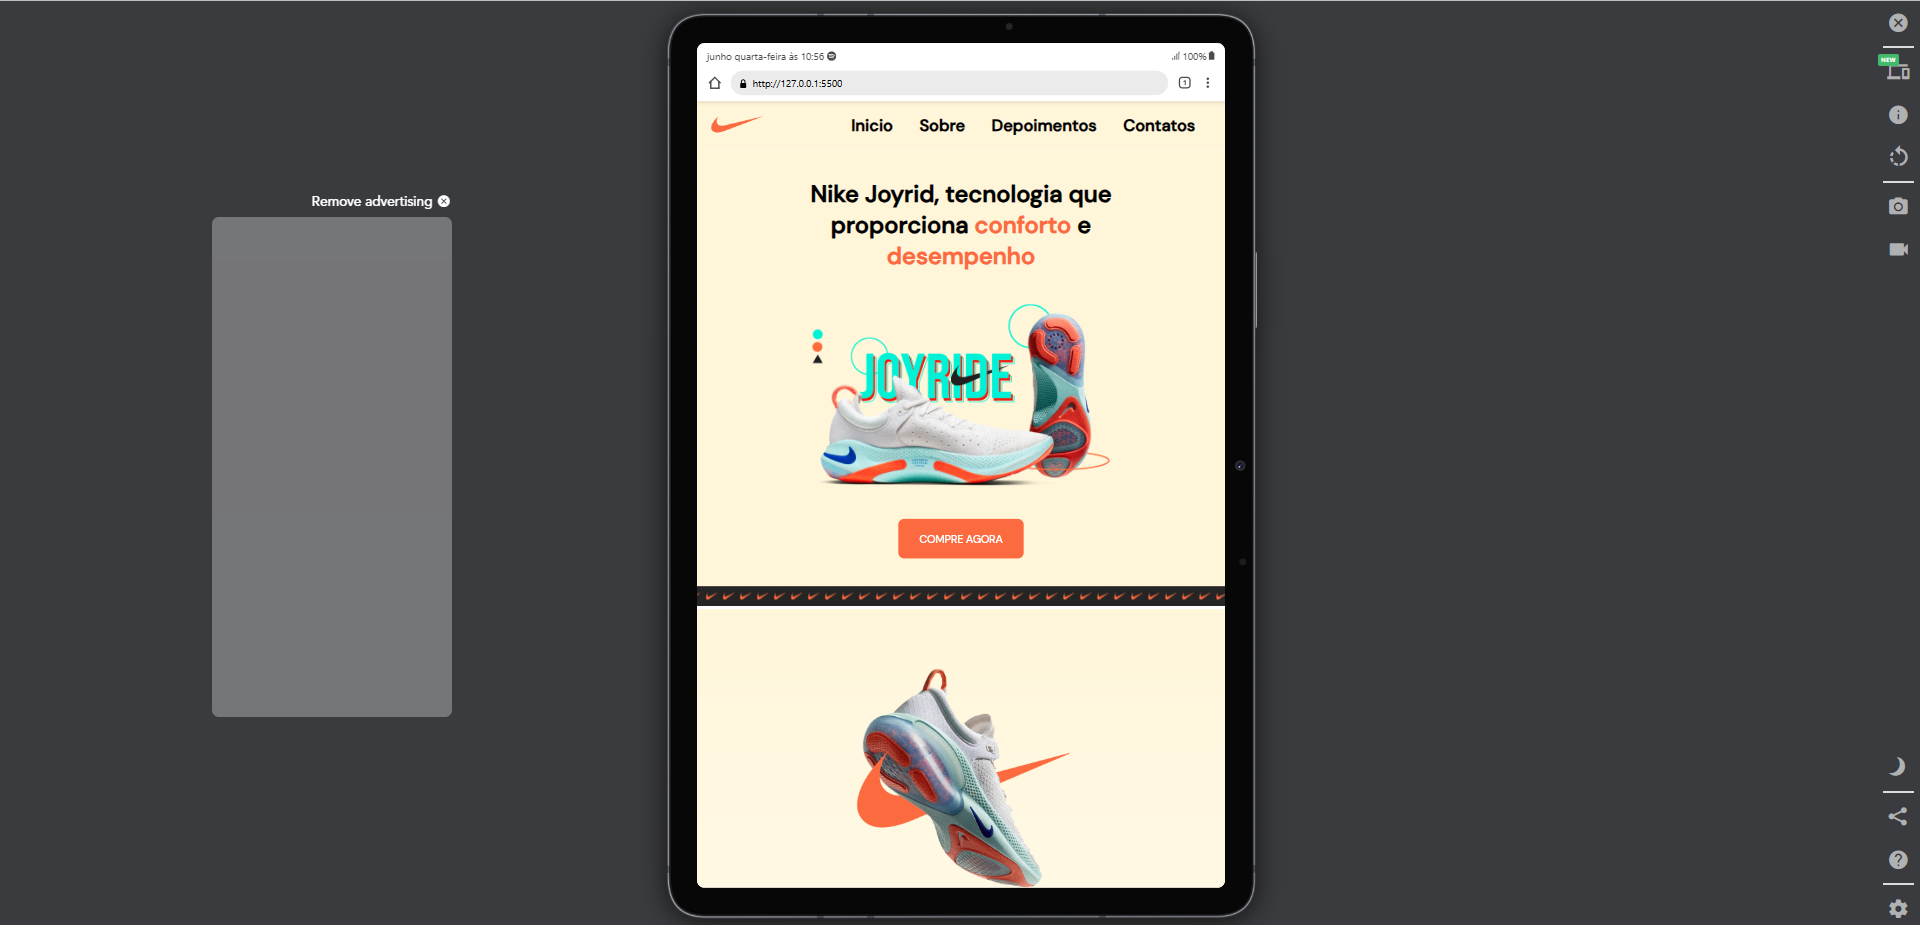 Remove advertising
junho quarta-feira às 10:56
100%
http://127.0.0.1:5500
1
Inicio Sobre Depoimentos Contatos
Nike Joyrid, tecnologia que
proporciona conforto e
desempenho
JOYRIDE
COMPRE AGORA
NEW